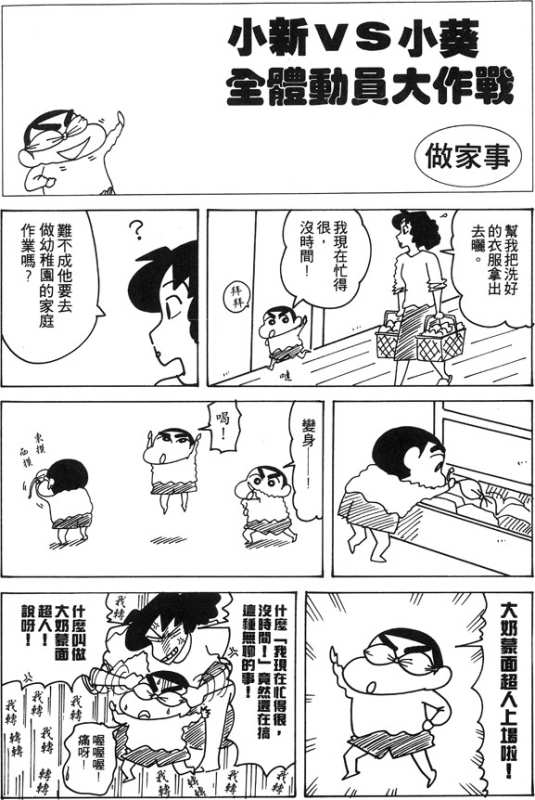 小新VS小葵
全體動員大作戰
做家事
幫我把洗好
的衣服拿出
去曬。
我現在忙得
很，
沒時間！
拜拜
哇
？
難不成他要去
做幼稚園的家庭
作業嗎？
變身——！
喝！
東摸
西摸
大奶蒙面超人上場啦！
什麼「我現在忙得很，
沒時間！」竟然還在搞
這種無聊的事！
喔喔喔！
痛呀！
什麼叫做
大奶蒙面
超人！
說呀！
我轉
我轉
我轉
我轉
我轉
我轉
我轉
我轉
我轉
我轉